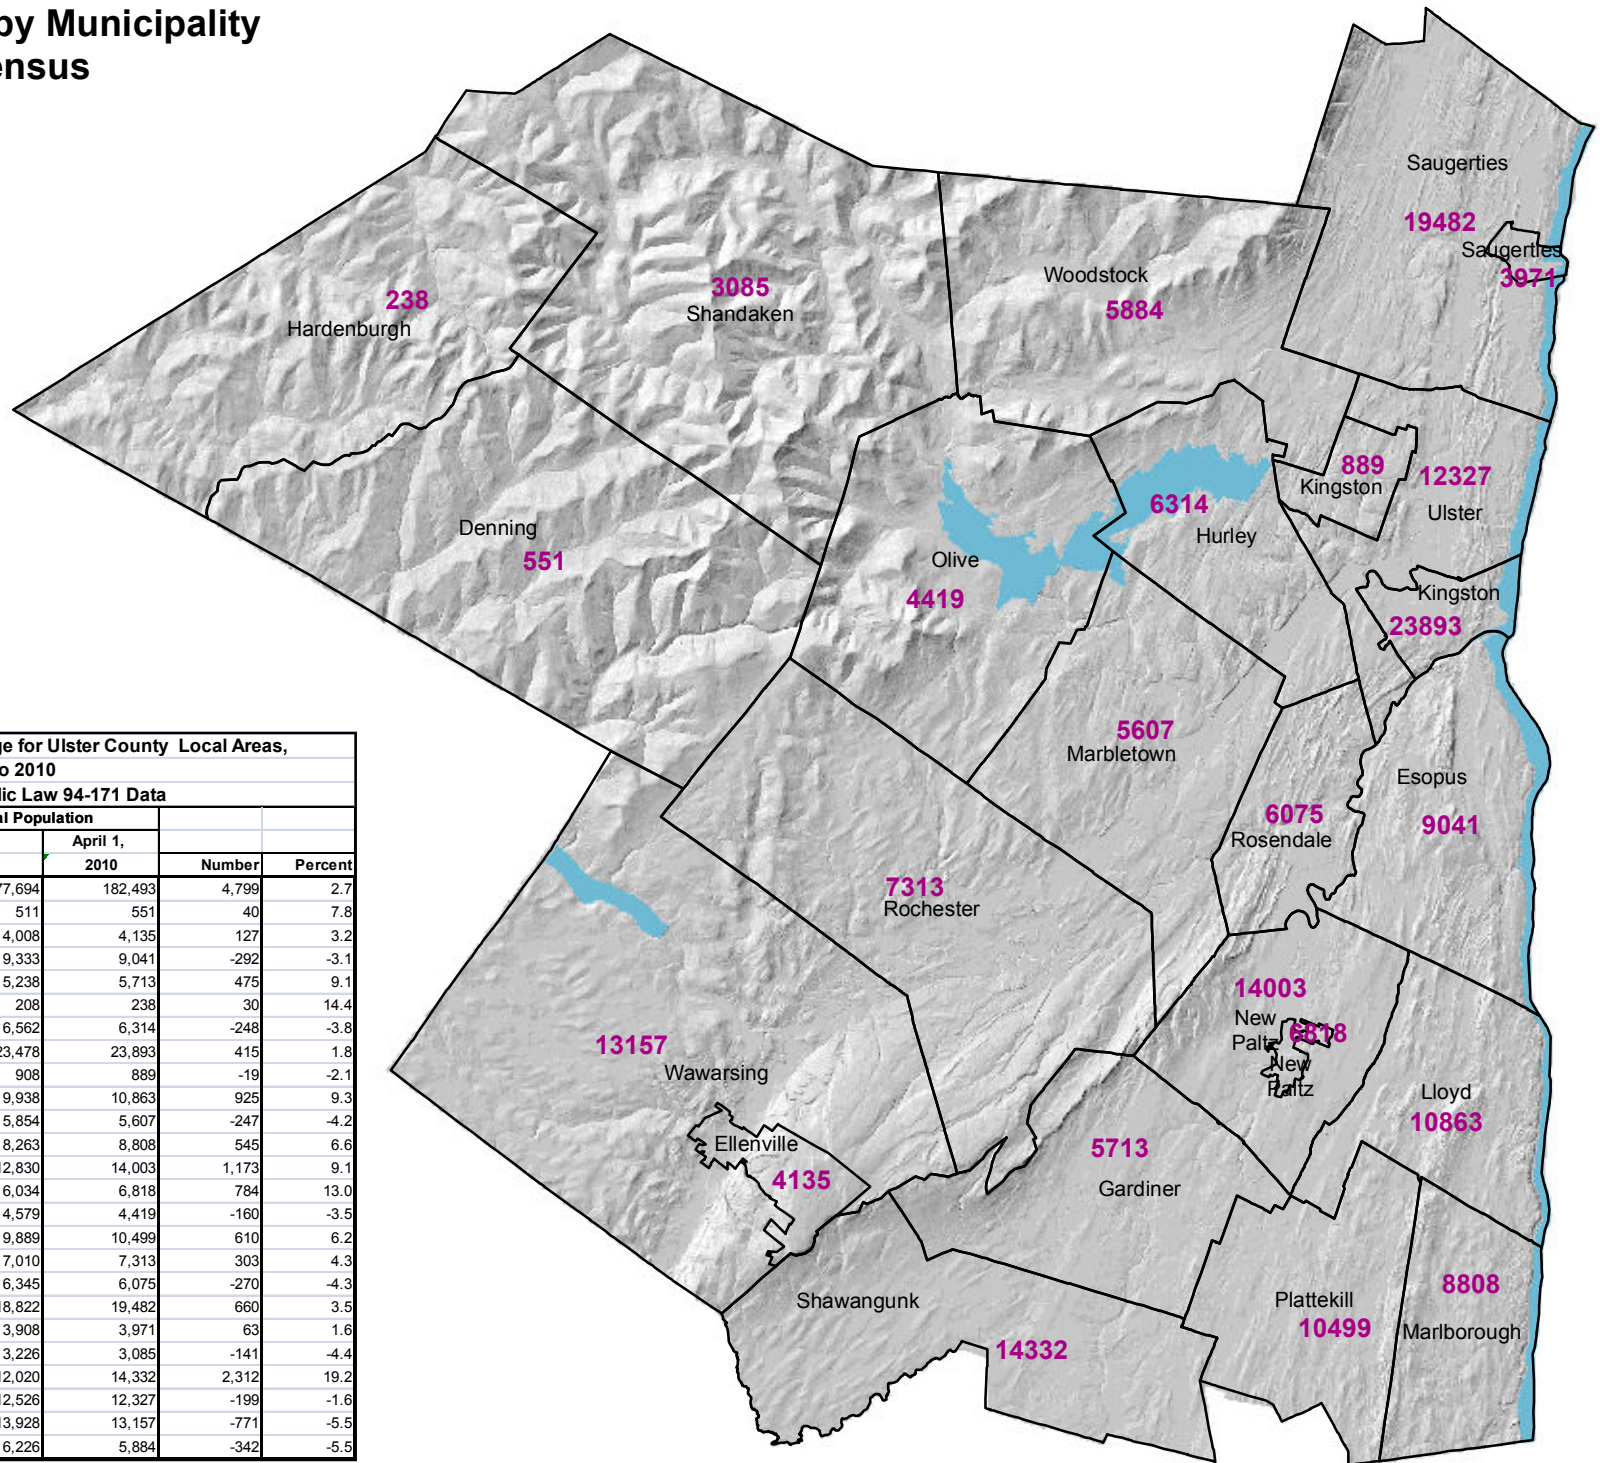 by Municipality
ensus
Saugerties
19482
Saugerties
3971
Woodstock
5884
3085
Shandaken
238
Hardenburgh
889
Kingston
12327
Ulster
6314
Hurley
Denning
551
Olive
4419
Kingston
23893
5607
Marbletown
Esopus
9041
6075
Rosendale
7313
Rochester
14003
New
Paltz
6818
New
Paltz
13157
Wawarsing
Lloyd
10863
Ellenville
4135
5713
Gardiner
Shawangunk
14332
Plattekill
10499
8808
Marlborough
ge for Ulster County Local Areas,
o 2010
lic Law 94-171 Data
al Population
April 1,
2010 Number Percent
77,694 182,493 4,799 2.7
511 551 40 7.8
4,008 4,135 127 3.2
9,333 9,041 -292 -3.1
5,238 5,713 475 9.1
208 238 30 14.4
6,562 6,314 -248 -3.8
23,478 23,893 415 1.8
908 889 -19 -2.1
9,938 10,863 925 9.3
5,854 5,607 -247 -4.2
8,263 8,808 545 6.6
12,830 14,003 1,173 9.1
6,034 6,818 784 13.0
4,579 4,419 -160 -3.5
9,889 10,499 610 6.2
7,010 7,313 303 4.3
6,345 6,075 -270 -4.3
18,822 19,482 660 3.5
3,908 3,971 63 1.6
3,226 3,085 -141 -4.4
12,020 14,332 2,312 19.2
12,526 12,327 -199 -1.6
13,928 13,157 -771 -5.5
6,226 5,884 -342 -5.5